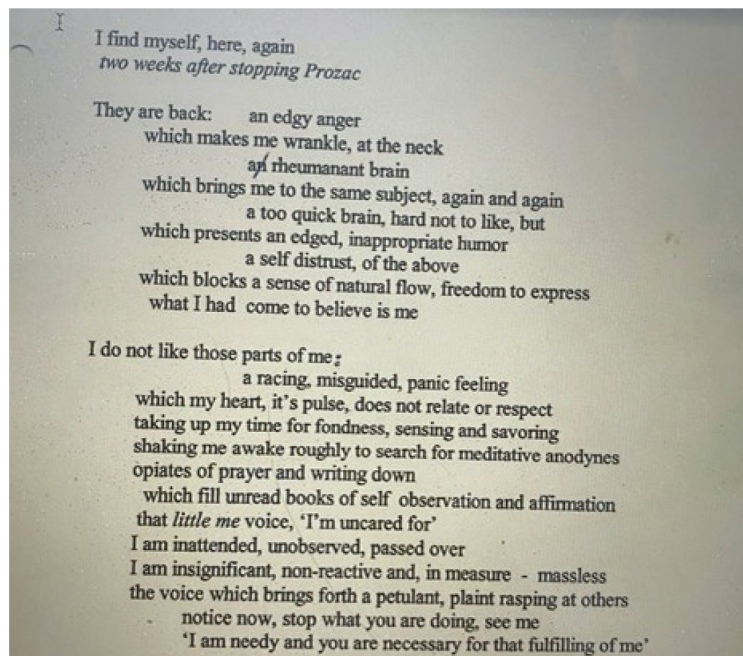 I find myself, here, again
two weeks after stopping Prozac
They are back: an edgy anger
which makes me wrankle, at the neck
an rheumanant brain
which brings me to the same subject, again and again
a too quick brain, hard not to like, but
which presents an edged, inappropriate humor
a self distrust, of the above
which blocks a sense of natural flow, freedom to express
what I had come to believe is me
I do not like those parts of me:
a racing, misguided, panic feeling
which my heart, it's pulse, does not relate or respect
taking up my time for fondness, sensing and savoring
shaking me awake roughly to search for meditative anodynes
opiates of prayer and writing down
which fill unread books of self observation and affirmation
that little me voice, ‘I'm uncared for’
I am inattended, unobserved, passed over
I am insignificant, non-reactive and, in measure - massless
the voice which brings forth a petulant, plaint rasping at others
notice now, stop what you are doing, see me
‘I am needy and you are necessary for that fulfilling of me’